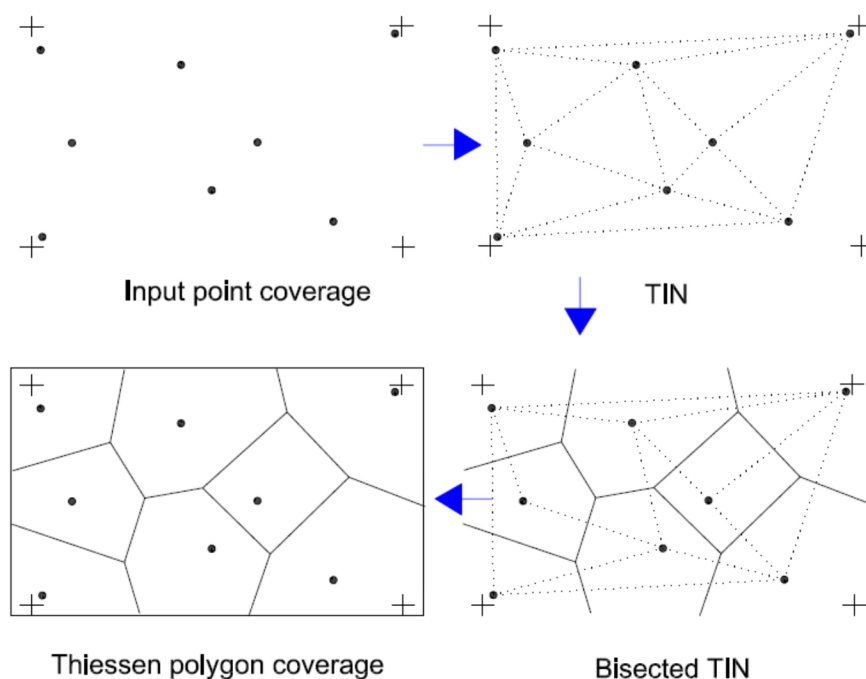 Input point coverage
TIN
Thiessen polygon coverage
Bisected TIN